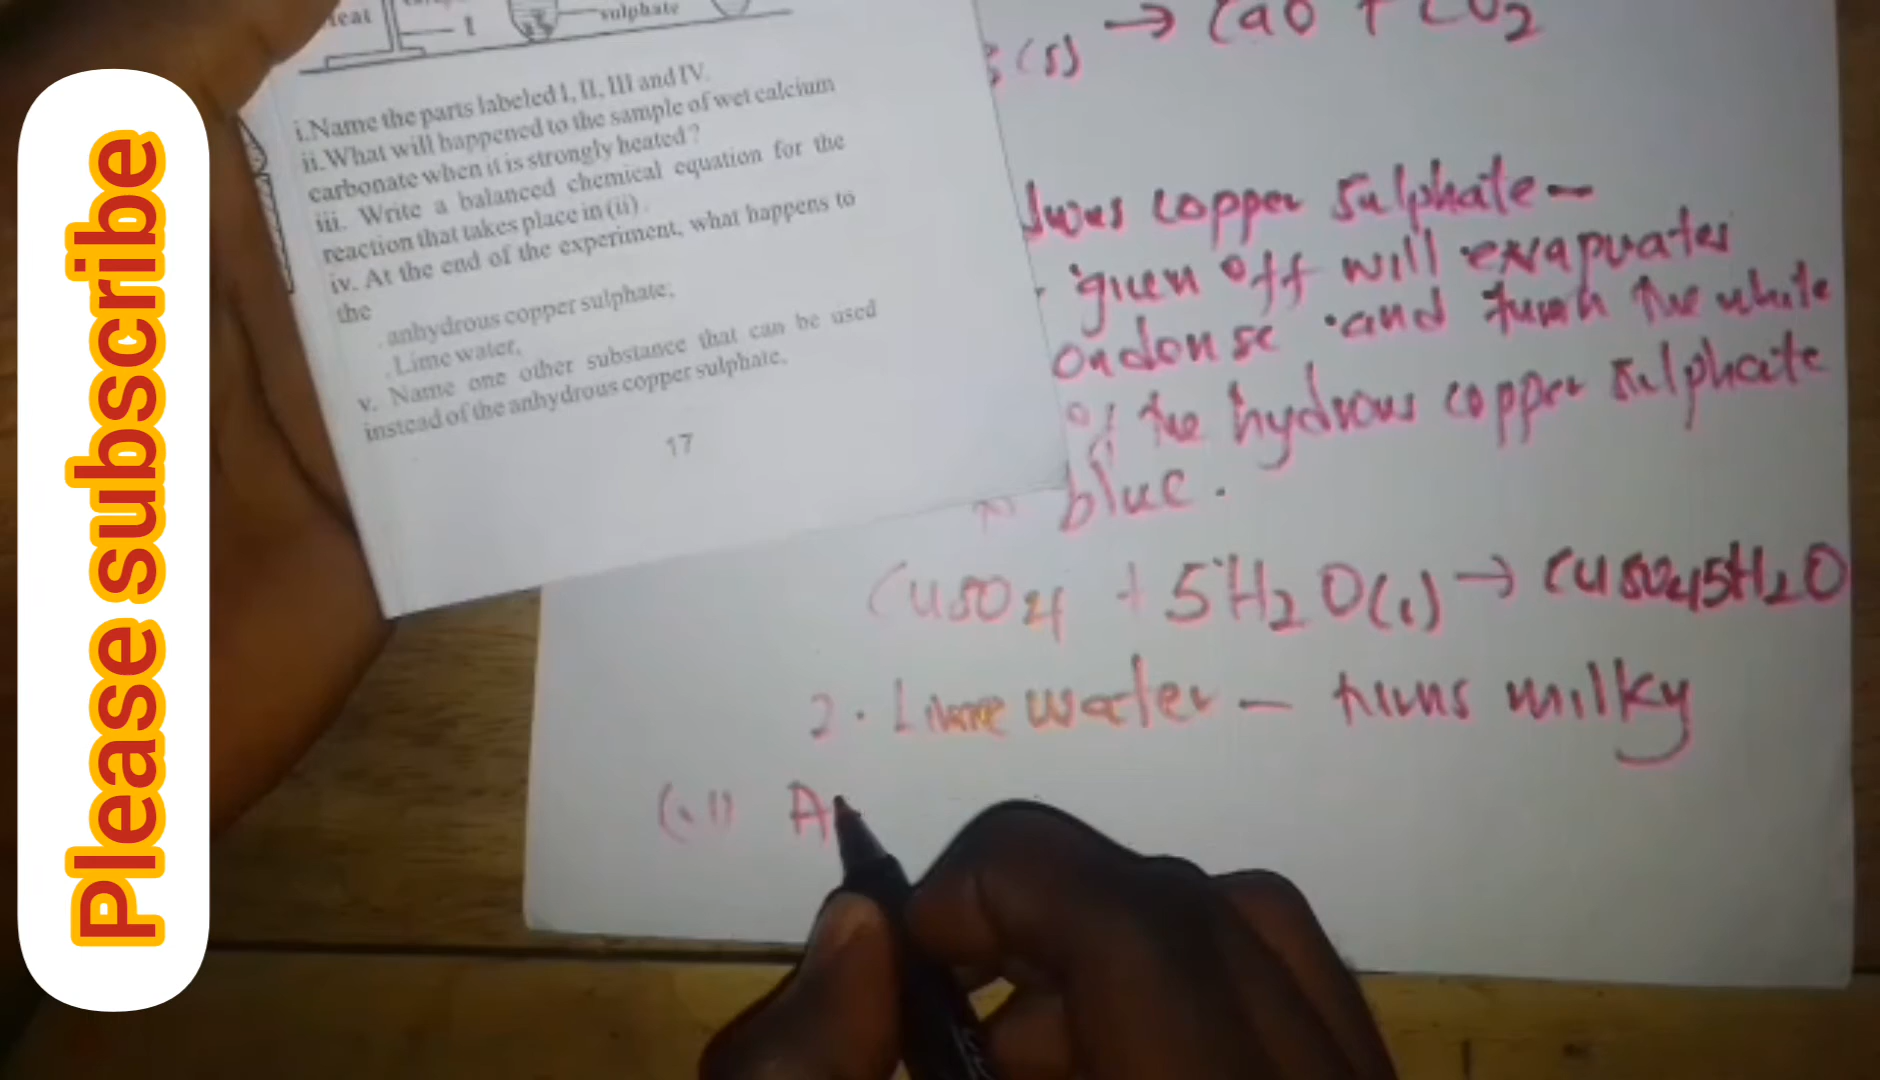 Please subscribe
sulphate
I
i.Name the parts labeled I, II, III and IV.
ii.What will happened to the sample of wet calcium
carbonate when it is strongly heated?
iii. Write a balanced chemical equation for the
reaction that takes place in (ii).
iv. At the end of the experiment, what happens to
the
. anhydrous copper sulphate;
. Lime water,
v. Name one other substance that can be used
instead of the anhydrous copper sulphate.
17
(s) → CaO + CO2
copper sulphate -
given off will evapuates
and turn the white
of the hydrous copper sulphate
blue.
CuSO4 + 5H2O(l) → CuSO45H2O
2. Lime water - turns milky